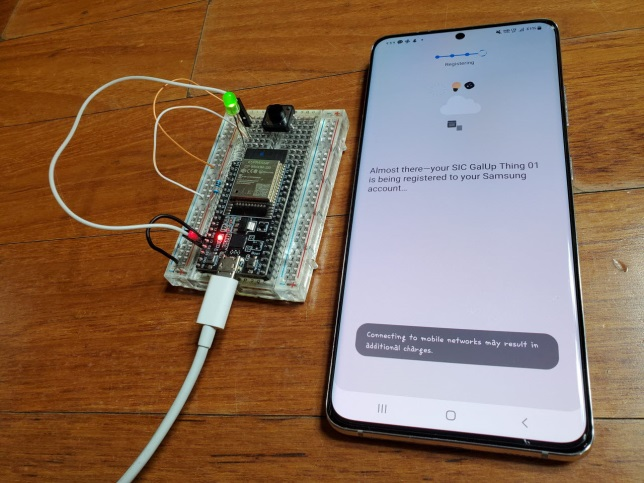 Registering
Almost there—your SIC GalUp Thing 01
is being registered to your Samsung
account...
Connecting to mobile networks may result in
additional charges.